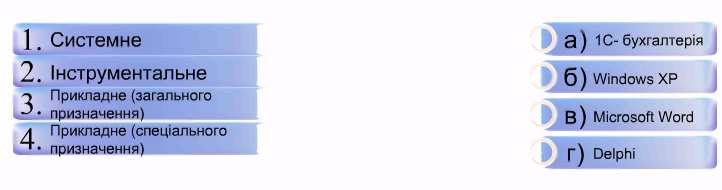 1. Системне
2. Інструментальне
3. Прикладне (загального
призначення)
4. Прикладне (спеціального
призначення)
а) 1С- бухгалтерія
б) Windows XP
в) Microsoft Word
г) Delphi